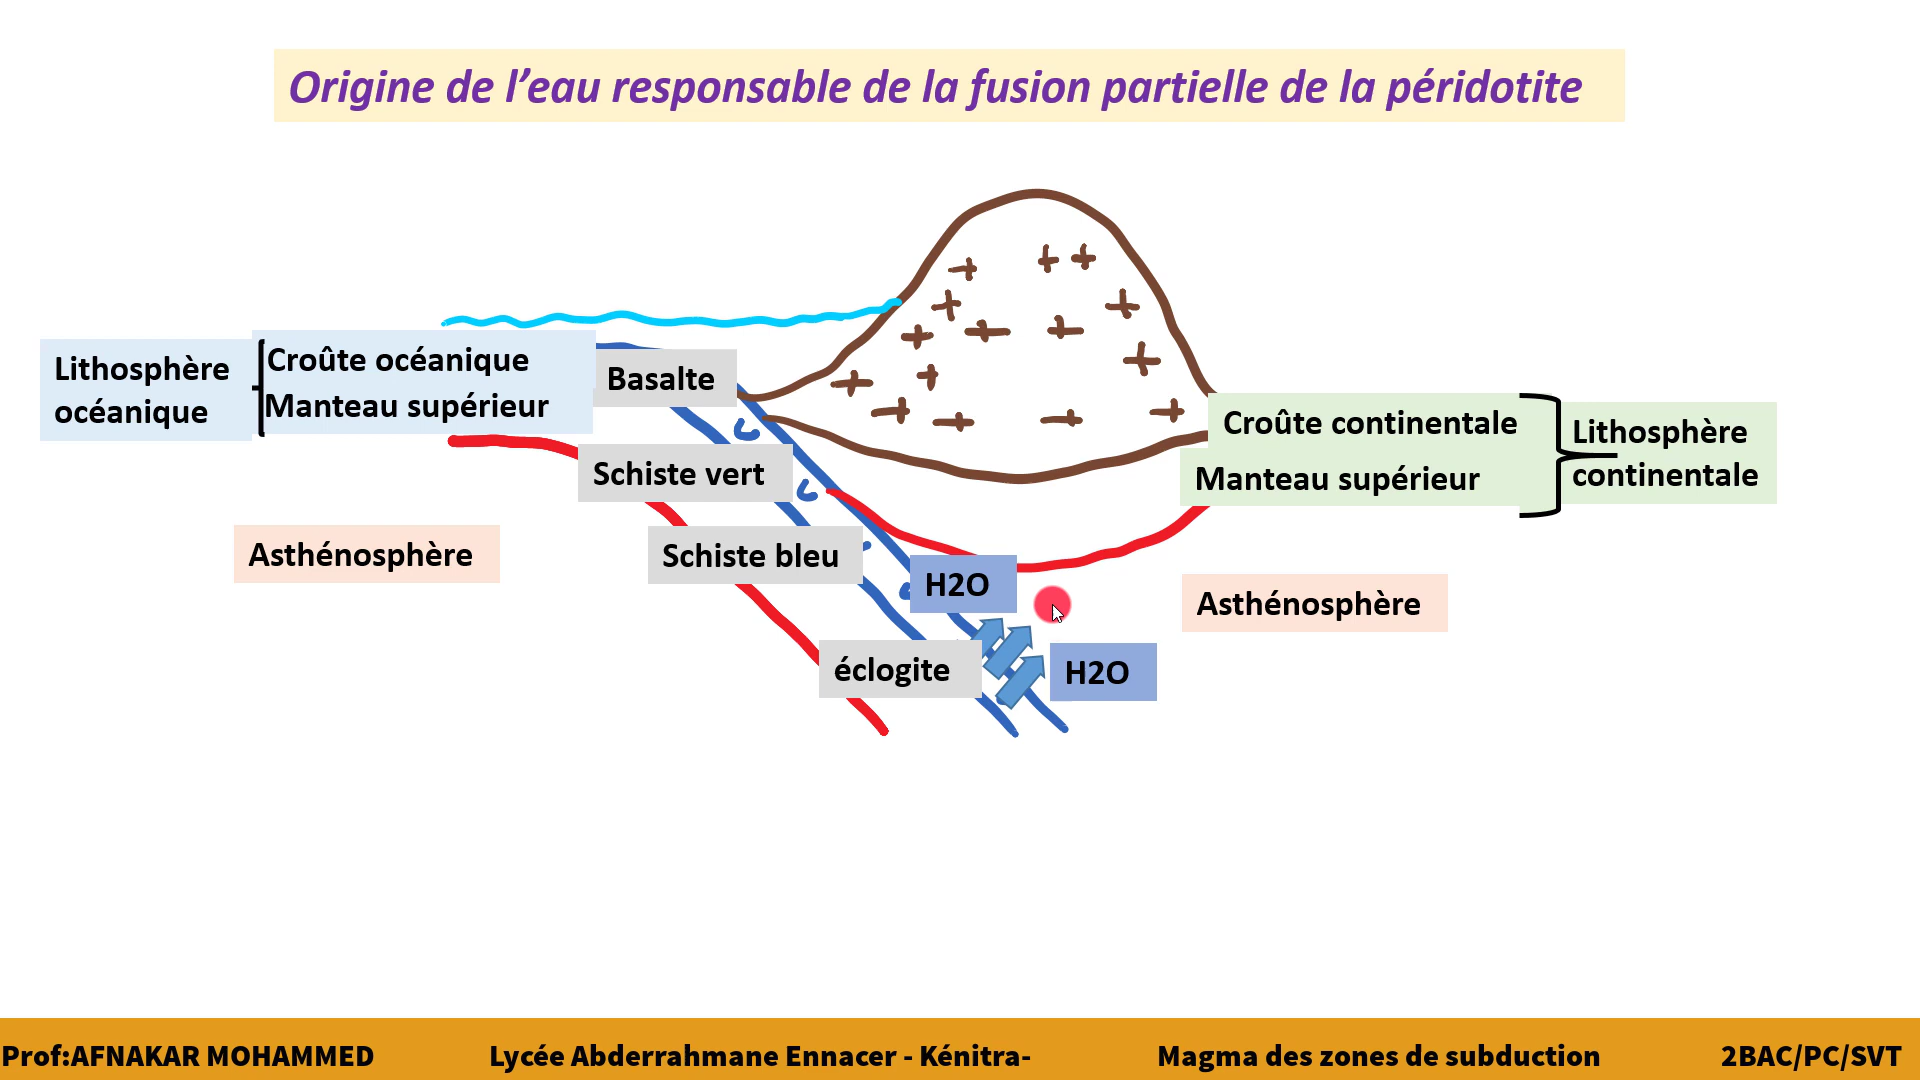 Origine de l’eau responsable de la fusion partielle de la péridotite
Lithosphère
océanique
Croûte océanique
Manteau supérieur
Basalte
Schiste vert
Schiste bleu
éclogite
H2O
H2O
Asthénosphère
Asthénosphère
Croûte continentale
Manteau supérieur
Lithosphère
continentale
Prof:AFNAKAR MOHAMMED
Lycée Abderrahmane Ennacer - Kénitra-
Magma des zones de subduction
2BAC/PC/SVT